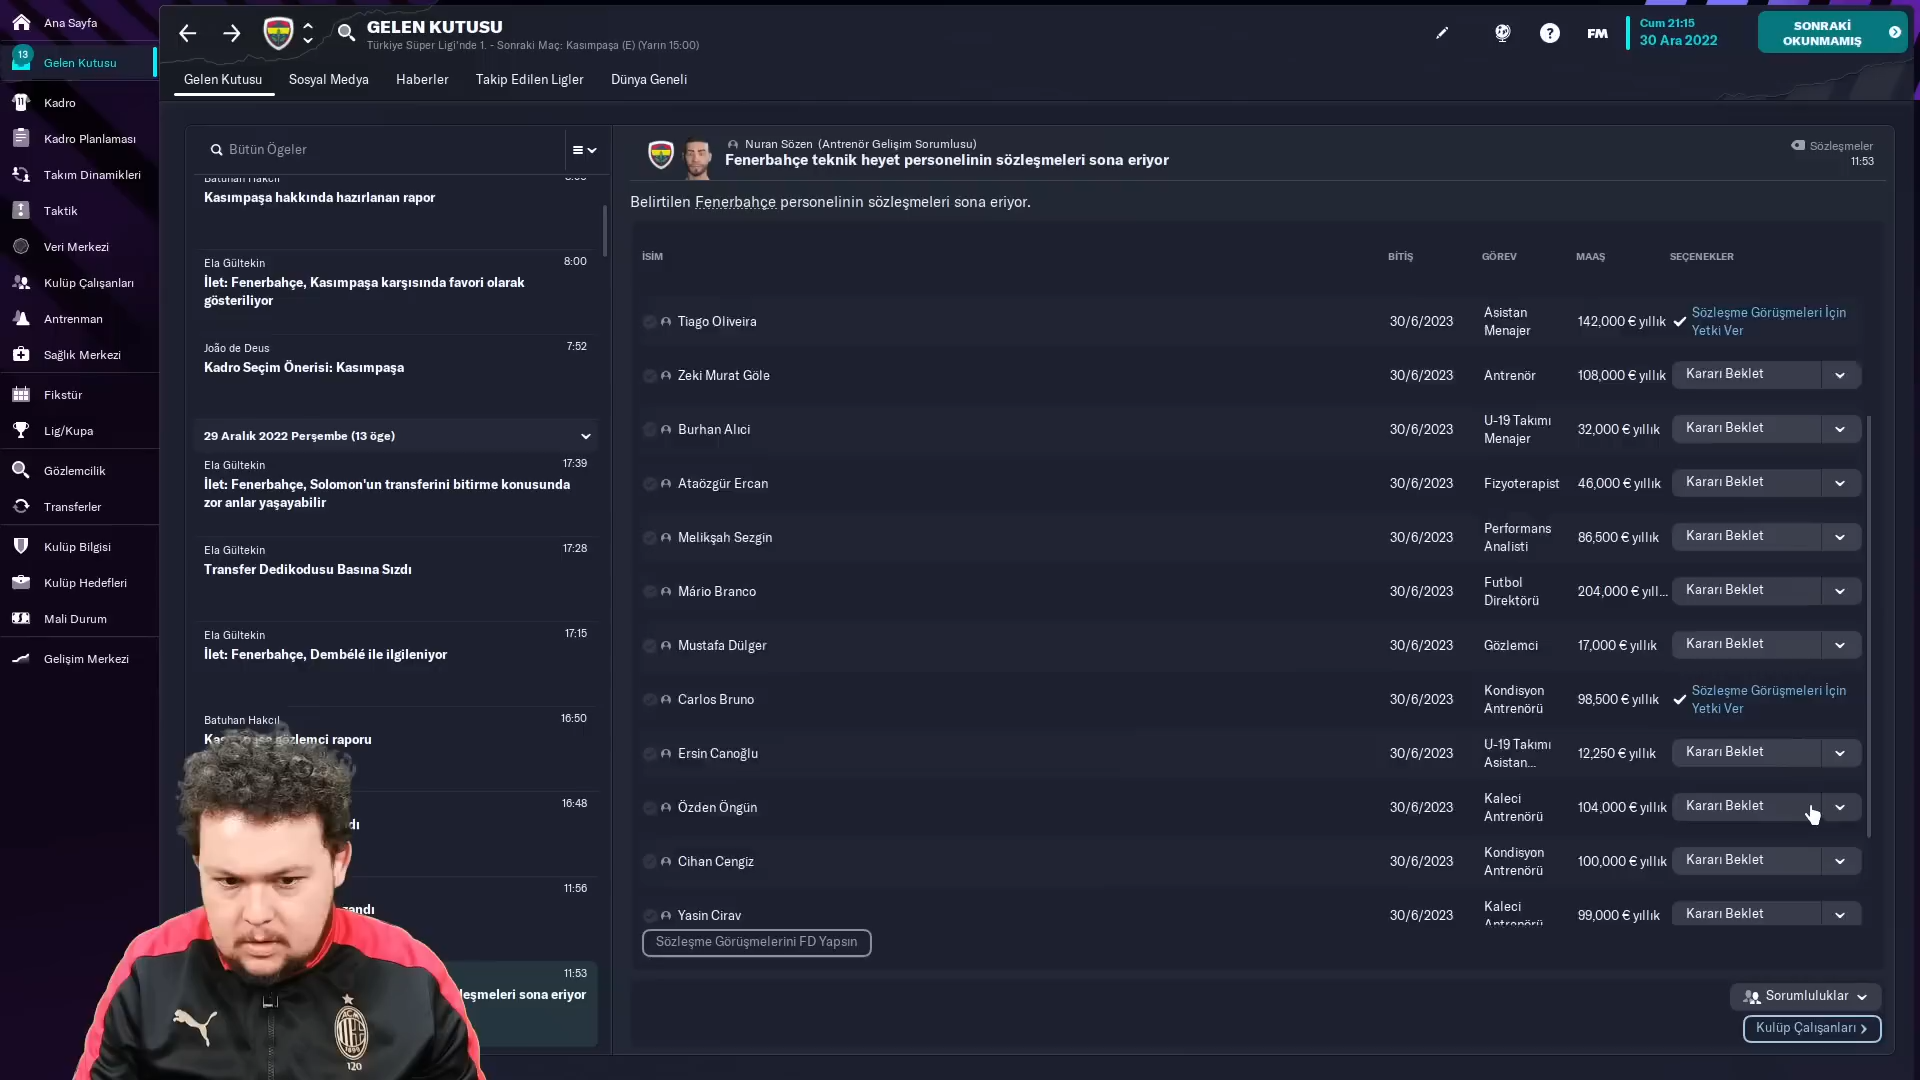 Ana Sayfa
13
Gelen Kutusu
Kadro
Kadro Planlaması
Takım Dinamikleri
Taktik
Veri Merkezi
Kulüp Çalışanları
Antrenman
Sağlık Merkezi
Fikstür
Lig/Kupa
Gözlemcilik
Transferler
Kulüp Bilgisi
Kulüp Hedefleri
Mali Durum
Gelişim Merkezi
GELEN KUTUSU
Türkiye Süper Ligi'nde 1. - Sonraki Maç: Kasımpaşa (E) (Yarın 15:00)
FM
Cum 21:15
30 Ara 2022
SONRAKİ
OKUNMAMIŞ
Gelen Kutusu Sosyal Medya Haberler Takip Edilen Ligler Dünya Geneli
Bütün Ögeler
Batuhan Hakcıl
Kasımpaşa hakkında hazırlanan rapor
Ela Gültekin 8:00
İlet: Fenerbahçe, Kasımpaşa karşısında favori olarak
gösteriliyor
João de Deus 7:52
Kadro Seçim Önerisi: Kasımpaşa
29 Aralık 2022 Perşembe (13 öge)
Ela Gültekin 17:39
İlet: Fenerbahçe, Solomon'un transferini bitirme konusunda
zor anlar yaşayabilir
Ela Gültekin 17:28
Transfer Dedikodusu Basına Sızdı
Ela Gültekin 17:15
İlet: Fenerbahçe, Dembélé ile ilgileniyor
Batuhan Hakcıl 16:50
gözlemci raporu
16:48
11:56
11:53
sona eriyor
Nuran Sözen (Antrenör Gelişim Sorumlusu)
Fenerbahçe teknik heyet personelinin sözleşmeleri sona eriyor
Sözleşmeler
11:53
Belirtilen Fenerbahçe personelinin sözleşmeleri sona eriyor.
İSİM BİTİŞ GÖREV MAAŞ SEÇENEKLER
Tiago Oliveira 30/6/2023 Asistan Menajer 142,000 € yıllık Sözleşme Görüşmeleri İçin Yetki Ver
Zeki Murat Göle 30/6/2023 Antrenör 108,000 € yıllık Kararı Beklet
Burhan Alıcı 30/6/2023 U-19 Takımı Menajer 32,000 € yıllık Kararı Beklet
Ataözgür Ercan 30/6/2023 Fizyoterapist 46,000 € yıllık Kararı Beklet
Melikşah Sezgin 30/6/2023 Performans Analisti 86,500 € yıllık Kararı Beklet
Mário Branco 30/6/2023 Futbol Direktörü 204,000 € yıll... Kararı Beklet
Mustafa Dülger 30/6/2023 Gözlemci 17,000 € yıllık Kararı Beklet
Carlos Bruno 30/6/2023 Kondisyon Antrenörü 98,500 € yıllık Sözleşme Görüşmeleri İçin Yetki Ver
Ersin Canoğlu 30/6/2023 U-19 Takımı Asistan... 12,250 € yıllık Kararı Beklet
Özden Öngün 30/6/2023 Kaleci Antrenörü 104,000 € yıllık Kararı Beklet
Cihan Cengiz 30/6/2023 Kondisyon Antrenörü 100,000 € yıllık Kararı Beklet
Yasin Cirav 30/6/2023 Kaleci Antrenörü 99,000 € yıllık Kararı Beklet
Sözleşme Görüşmelerini FD Yapsın
Sorumluluklar
Kulüp Çalışanları
ACM
120